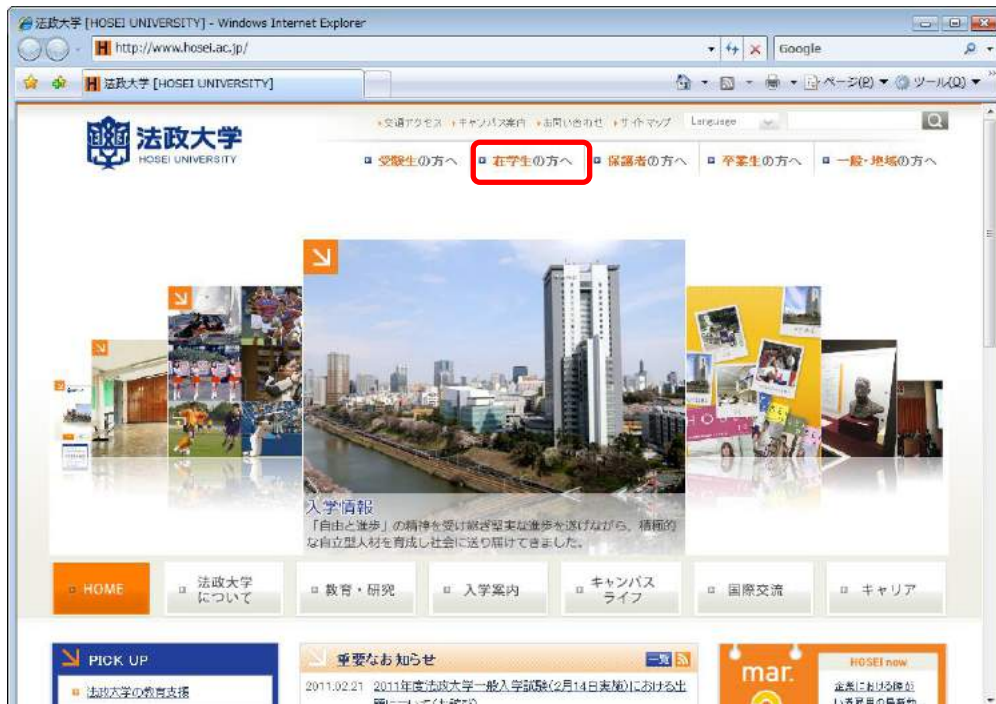 法政大学 [HOSEI UNIVERSITY] - Windows Internet Explorer
http://www.hosei.ac.jp/
Google
法政大学 [HOSEI UNIVERSITY]
ページ(P) ツール(O)
法政大学
HOSEI UNIVERSITY
交通アクセス キャンパス案内 お問い合わせ サイトマップ Language
受験生の方へ 在学生の方へ 保護者の方へ 卒業生の方へ 一般・地域の方へ
入学情報
「自由と進歩」の精神を受け継ぎ堅実な進歩を遂げながら、積極的
な自立型人材を育成し社会に送り届けてきました。
HOME
法政大学
について
教育・研究
入学案内
キャンパス
ライフ
国際交流
キャリア
PICK UP
法政大学の教育支援
重要なお知らせ
一覧
2011.02.21 2011年度法政大学一般入学試験(2月14日実施)における出
mar.
HOSEI now
企業における障が